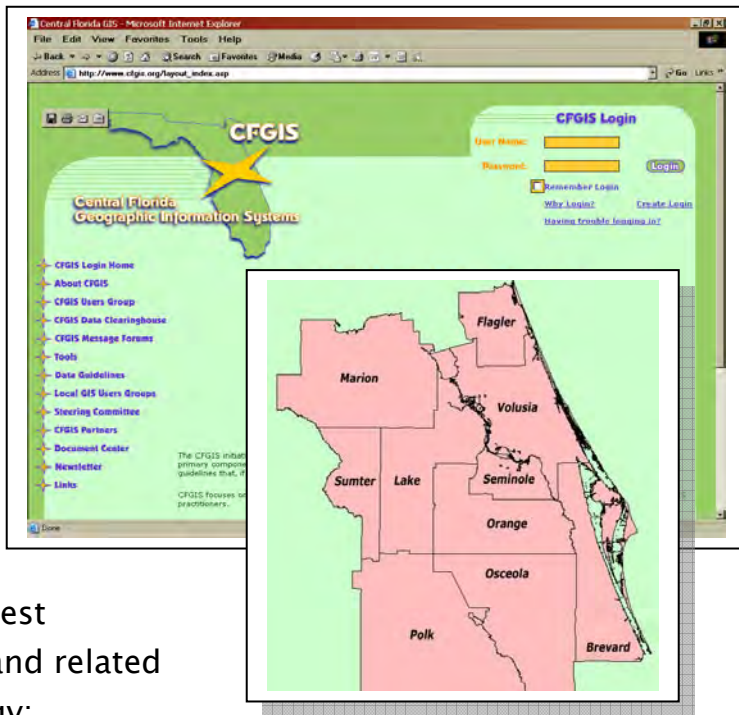 Central Florida GIS - Microsoft Internet Explorer
File Edit View Favorites Tools Help
Back Search Favorites Media
Address http://www.cfgis.org/layout_index.asp Go Links
CFGIS
Central Florida
Geographic Information Systems
CFGIS Login
User Name:
Password: Login
Remember Login
Why Login? Create Login
Having trouble logging in?
CFGIS Login Home
About CFGIS
CFGIS Users Group
CFGIS Data Clearinghouse
CFGIS Message Forums
Tools
Data Guidelines
Local GIS Users Groups
Steering Committee
CFGIS Partners
Document Center
Newsletter
Links
The CFGIS
primary
guidelines that, if
CFGIS focuses
practitioners.
Done
Flagler
Marion
Volusia
Sumter
Lake
Seminole
Orange
Osceola
Polk
Brevard
est
and related